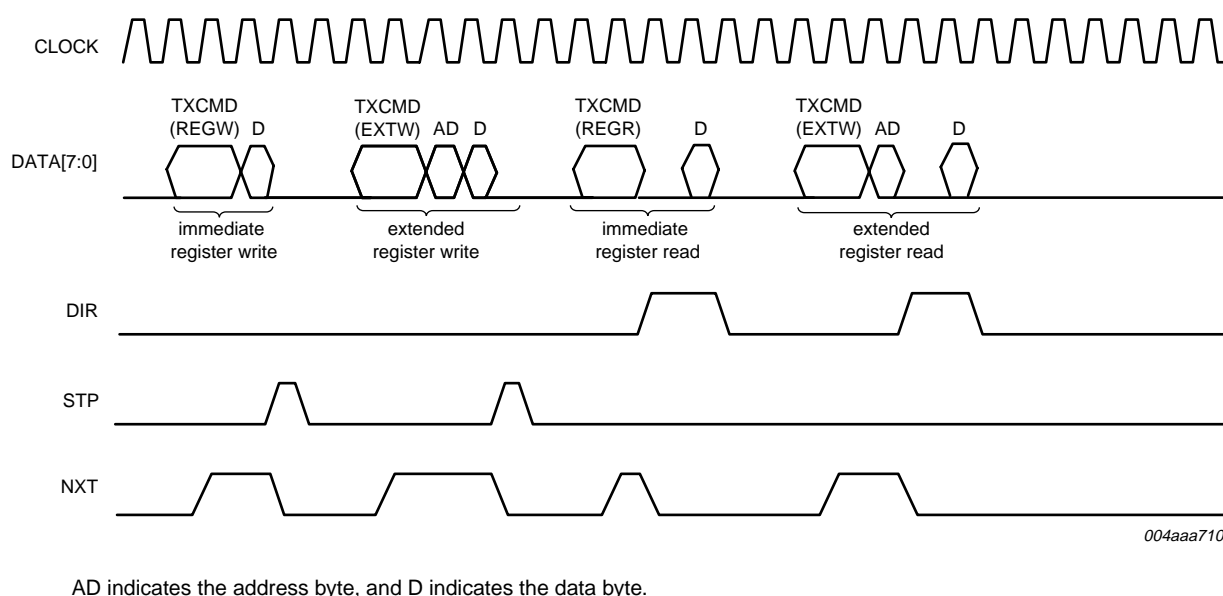 CLOCK
TXCMD
(REGW) D
TXCMD
(EXTW) AD D
TXCMD
(REGR) D
TXCMD
(EXTW) AD D
DATA[7:0]
immediate
register write
extended
register write
immediate
register read
extended
register read
DIR
STP
NXT
004aaa710
AD indicates the address byte, and D indicates the data byte.